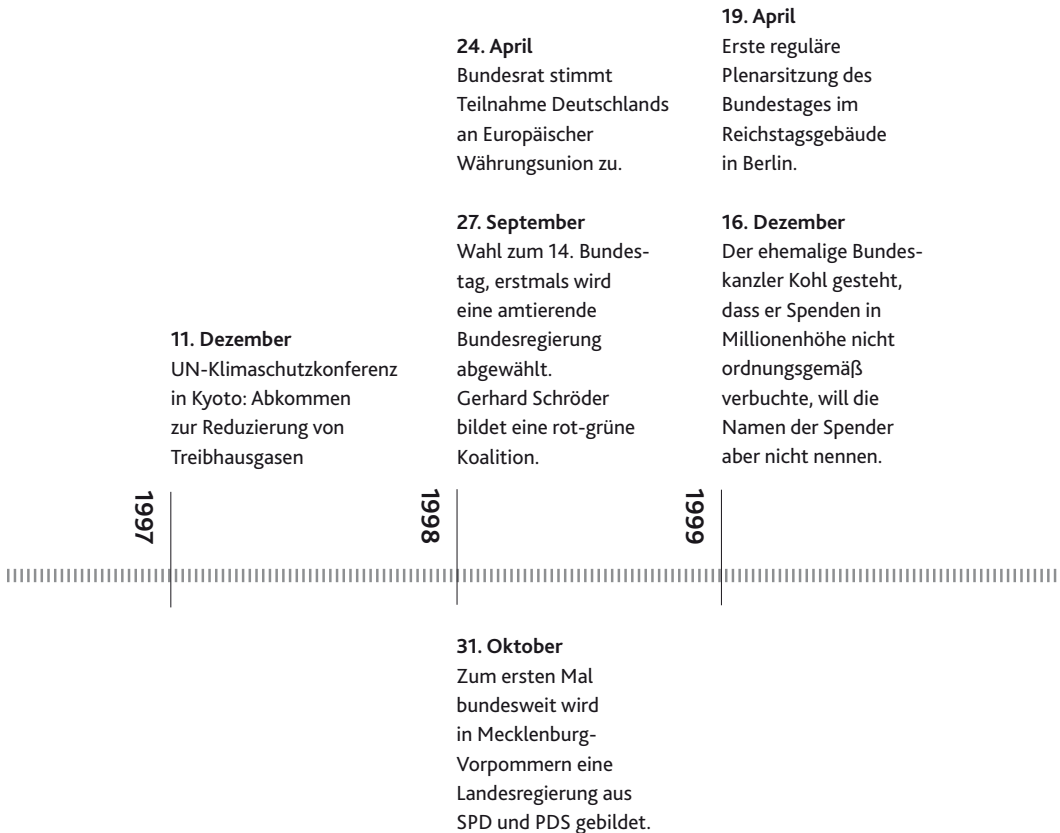 11. Dezember
UN-Klimaschutzkonferenz
in Kyoto: Abkommen
zur Reduzierung von
Treibhausgasen
1997
24. April
Bundesrat stimmt
Teilnahme Deutschlands
an Europäischer
Währungsunion zu.
27. September
Wahl zum 14. Bundes-
tag, erstmals wird
eine amtierende
Bundesregierung
abgewählt.
Gerhard Schröder
bildet eine rot-grüne
Koalition.
1998
31. Oktober
Zum ersten Mal
bundesweit wird
in Mecklenburg-
Vorpommern eine
Landesregierung aus
SPD und PDS gebildet.
19. April
Erste reguläre
Plenarsitzung des
Bundestages im
Reichstagsgebäude
in Berlin.
16. Dezember
Der ehemalige Bundes-
kanzler Kohl gesteht,
dass er Spenden in
Millionenhöhe nicht
ordnungsgemäß
verbuchte, will die
Namen der Spender
aber nicht nennen.
1999